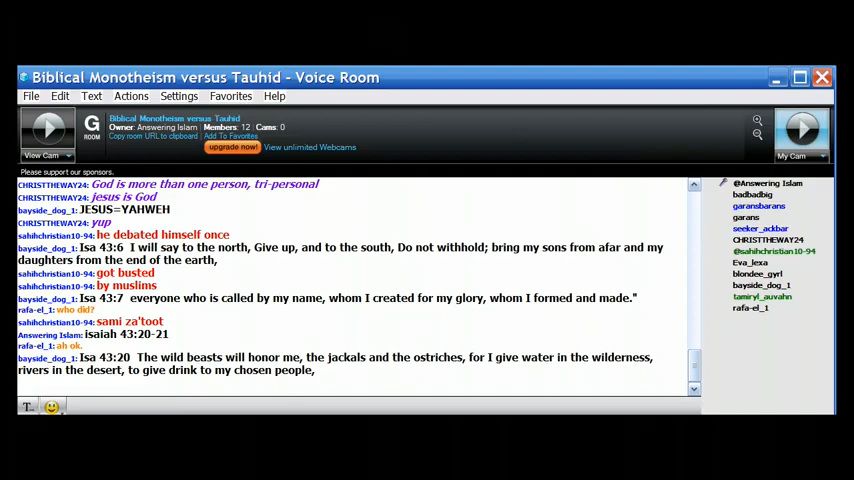 Biblical Monotheism versus Tauhid - Voice Room
File Edit Text Actions Settings Favorites Help
Biblical Monotheism versus Tauhid
Owner: Answering Islam | Members: 12 | Cams: 0
Copy room URL to clipboard | Add To Favorites
G
ROOM
upgrade now! View unlimited Webcams
View Cam
My Cam
Please support our sponsors.
CHRISTTHEWAY24: God is more than one person, tri-personal
CHRISTTHEWAY24: jesus is God
bayside_dog_1: JESUS=YAHWEH
CHRISTTHEWAY24: yup
sahihchristian10-94: he debated himself once
bayside_dog_1: Isa 43:6 I will say to the north, Give up, and to the south, Do not withhold; bring my sons from afar and my
daughters from the end of the earth,
sahihchristian10-94: got busted
sahihchristian10-94: by muslims
bayside_dog_1: Isa 43:7 everyone who is called by my name, whom I created for my glory, whom I formed and made."
rafa-el_1: who did?
sahihchristian10-94: sami za'toot
Answering Islam: isaiah 43:20-21
rafa-el_1: ah ok.
bayside_dog_1: Isa 43:20 The wild beasts will honor me, the jackals and the ostriches, for I give water in the wilderness,
rivers in the desert, to give drink to my chosen people,
@Answering Islam
badbadbig
garansbarans
garans
seeker_ackbar
CHRISTTHEWAY24
@sahihchristian10-94
Eva_lexa
blondee_gyrl
bayside_dog_1
tamiryl_auvahn
rafa-el_1
T...